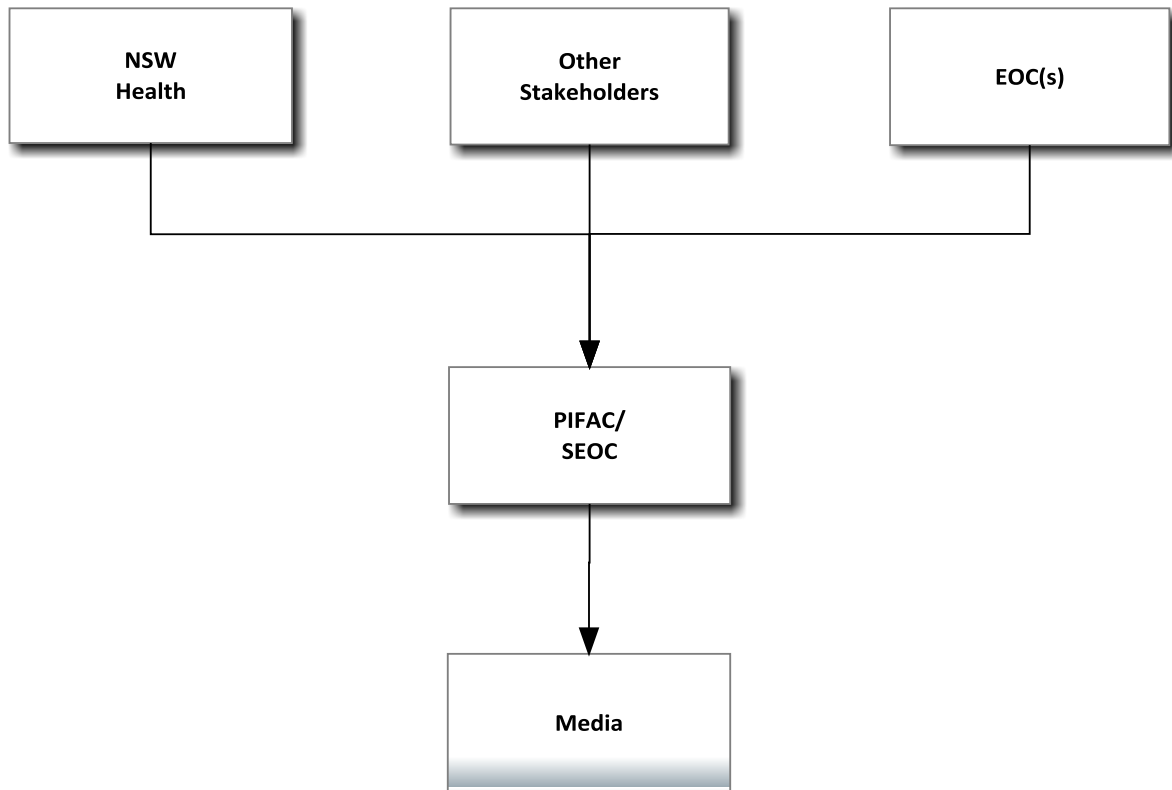 NSW
Health
Other
Stakeholders
EOC(s)
PIFAC/
SEOC
Media